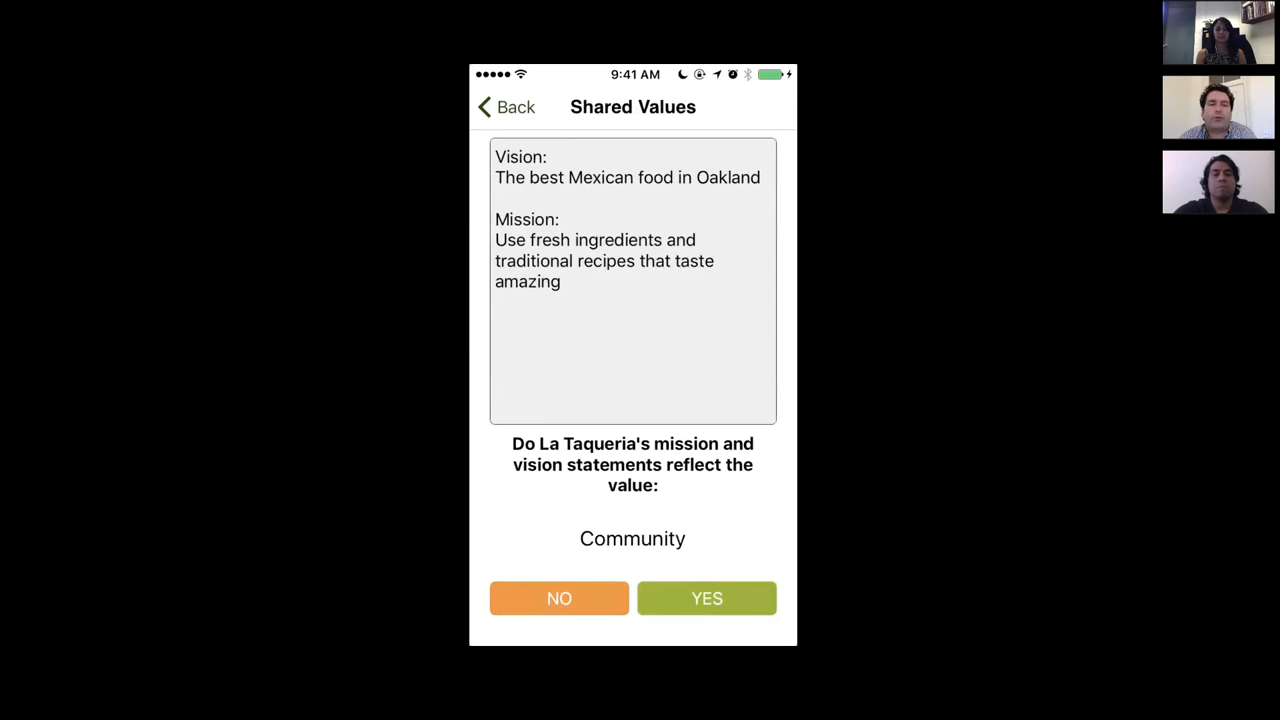 9:41 AM
Back
Shared Values
Vision:
The best Mexican food in Oakland
Mission:
Use fresh ingredients and
traditional recipes that taste
amazing
Do La Taqueria's mission and
vision statements reflect the
value:
Community
NO
YES